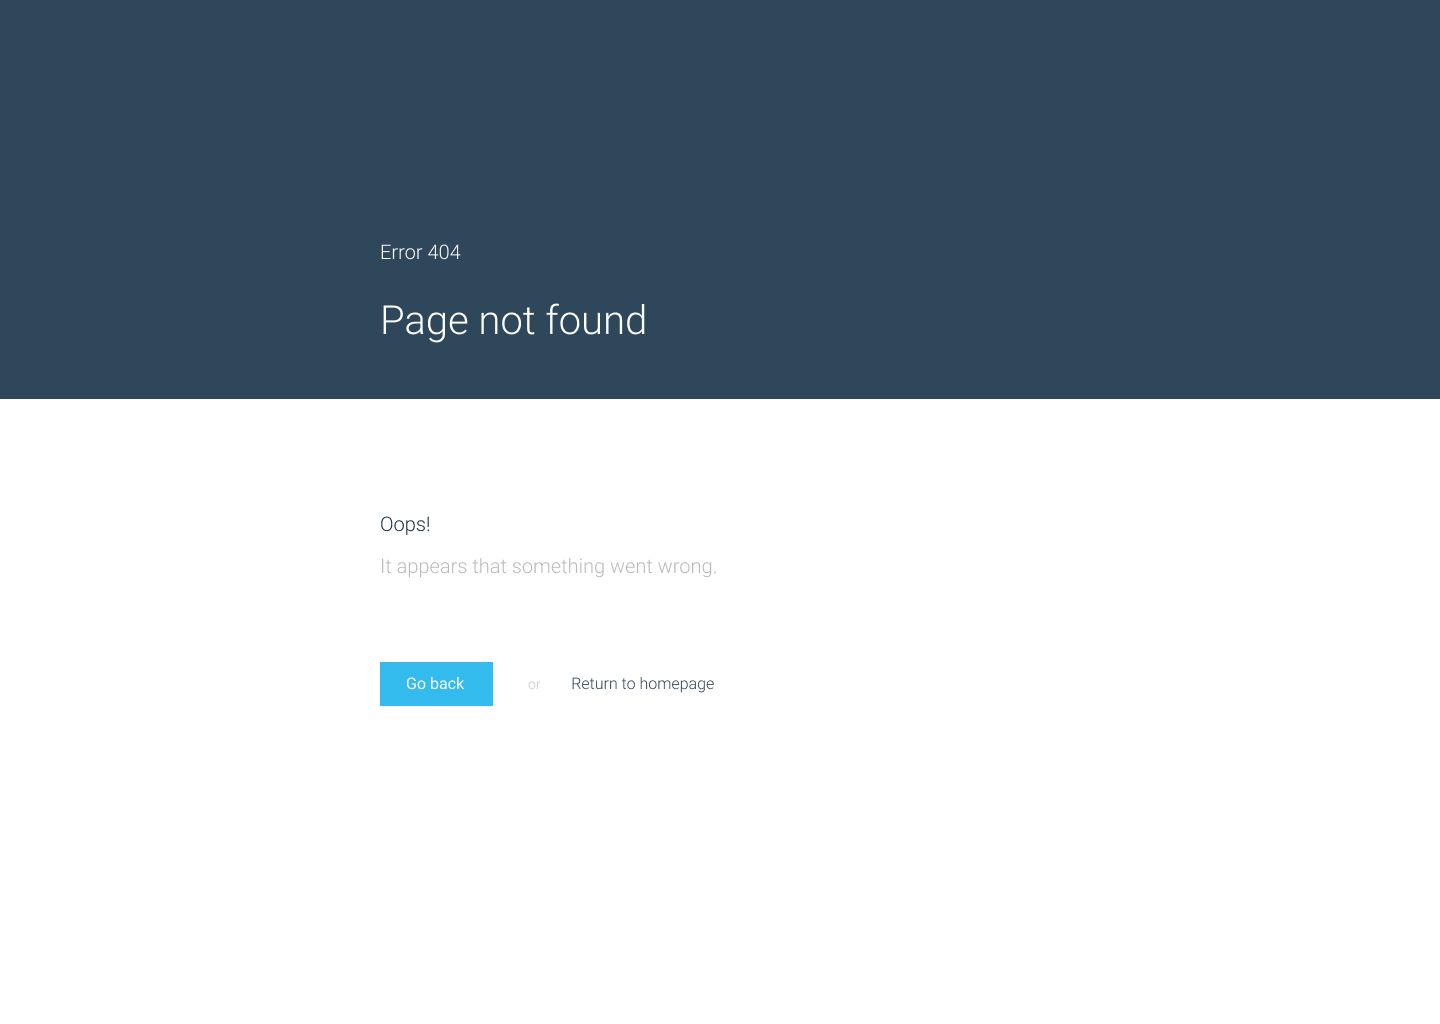 Error 404
Page not found
Oops!
It appears that something went wrong.
Go back or Return to homepage